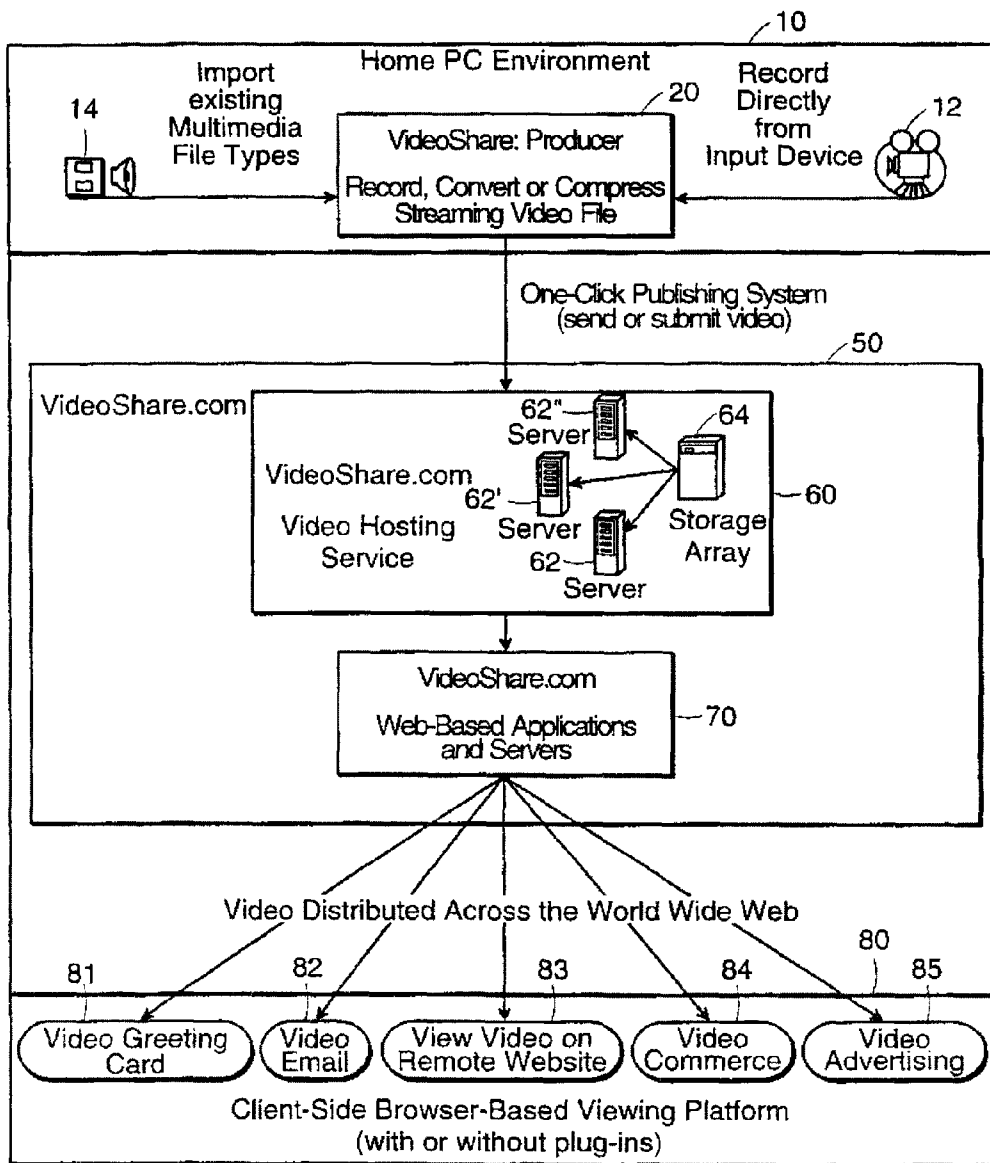 10
Home PC Environment
Import
existing
Multimedia
File Types
14
20
VideoShare: Producer
Record, Convert or Compress
Streaming Video File
Record
Directly
from
Input Device
12
One-Click Publishing System
(send or submit video)
50
VideoShare.com
62"
Server
64
VideoShare.com
62'
Server
Video Hosting
Service
62
Server
Storage
Array
60
VideoShare.com
Web-Based Applications
and Servers
70
Video Distributed Across the World Wide Web
81
82
83
84
80
85
Video Greeting
Card
Video
Email
View Video on
Remote Website
Video
Commerce
Video
Advertising
Client-Side Browser-Based Viewing Platform
(with or without plug-ins)